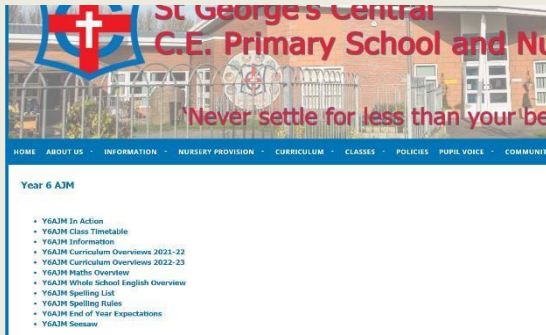 St George's Central
C.E. Primary School and Nu
'Never settle for less than your be
HOME ABOUT US INFORMATION NURSERY PROVISION CURRICULUM CLASSES POLICIES PUPIL VOICE COMMUNIT
Year 6 AJM
Y6AJM In Action
Y6AJM Class Timetable
Y6AJM Information
Y6AJM Curriculum Overviews 2021-22
Y6AJM Curriculum Overviews 2022-23
Y6AJM Maths Overview
Y6AJM Whole School English Overview
Y6AJM Spelling List
Y6AJM Spelling Rules
Y6AJM End of Year Expectations
Y6AJM Seesaw